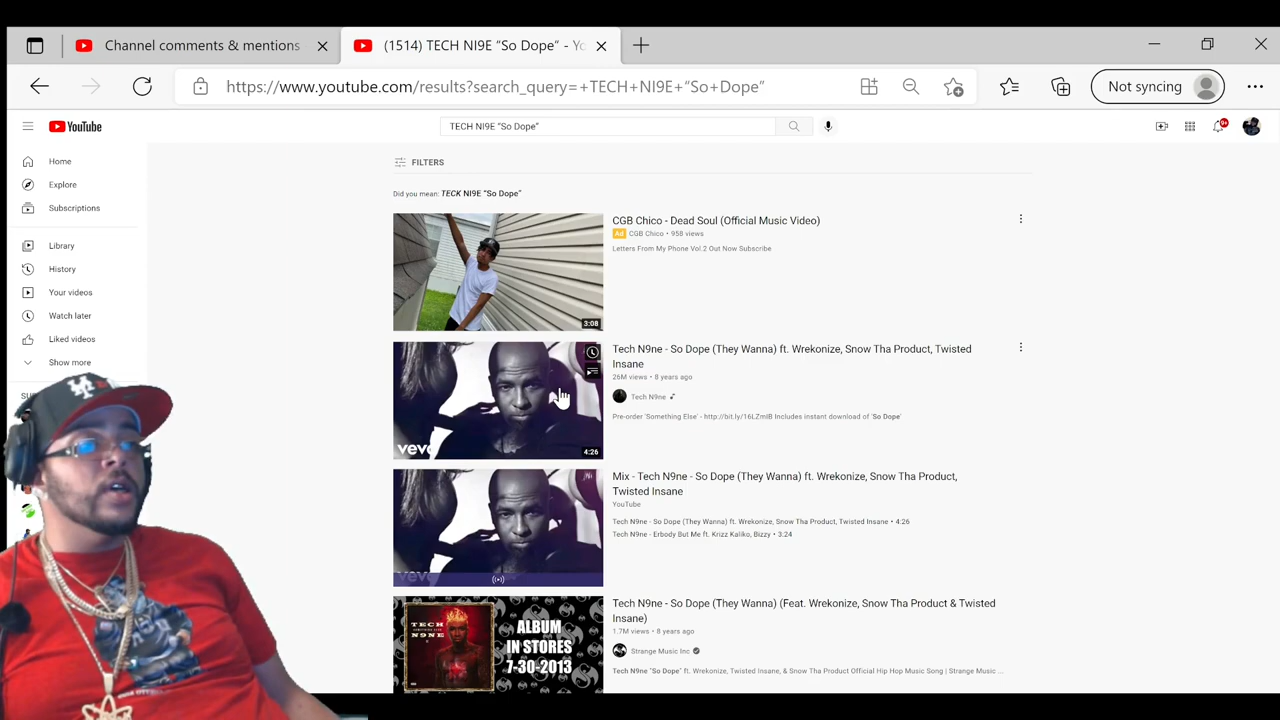 Channel comments & mentions
(1514) TECH NI9E “So Dope” - Yo
https://www.youtube.com/results?search_query=+TECH+NI9E+“So+Dope”
Not syncing
YouTube
TECH NI9E “So Dope”
9+
Home
Explore
Subscriptions
Library
History
Your videos
Watch later
Liked videos
Show more
FILTERS
Did you mean: TECK NI9E “So Dope”
CGB Chico - Dead Soul (Official Music Video)
Ad CGB Chico • 958 views
Letters From My Phone Vol.2 Out Now Subscribe
3:08
Tech N9ne - So Dope (They Wanna) ft. Wrekonize, Snow Tha Product, Twisted
Insane
26M views • 8 years ago
Tech N9ne
Pre-order 'Something Else' - http://bit.ly/16LZmIB Includes instant download of 'So Dope'
vevo
4:26
Mix - Tech N9ne - So Dope (They Wanna) ft. Wrekonize, Snow Tha Product,
Twisted Insane
YouTube
Tech N9ne - So Dope (They Wanna) ft. Wrekonize, Snow Tha Product, Twisted Insane • 4:26
Tech N9ne - Erbody But Me ft. Krizz Kaliko, Bizzy • 3:24
vevo
Tech N9ne - So Dope (They Wanna) (Feat. Wrekonize, Snow Tha Product & Twisted
Insane)
1.7M views • 8 years ago
Strange Music Inc
Tech N9ne "So Dope" ft. Wrekonize, Twisted Insane, & Snow Tha Product Official Hip Hop Music Song | Strange Music ...
TECH
N9NE
ALBUM
IN STORES
7-30-2013